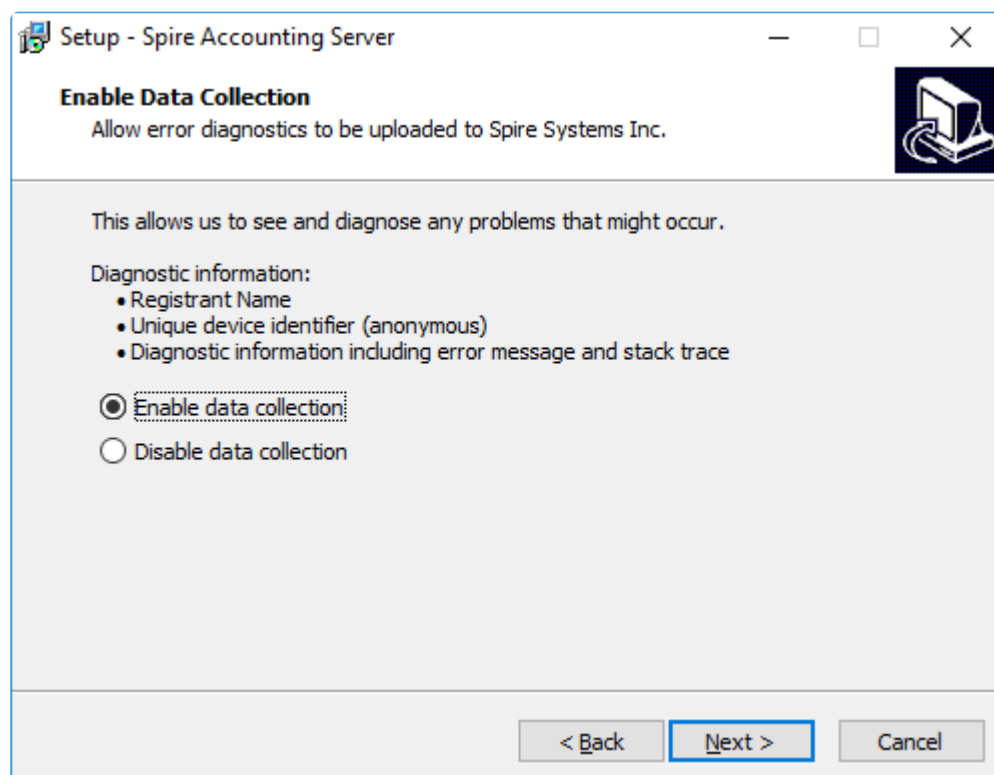 Setup - Spire Accounting Server
Enable Data Collection
Allow error diagnostics to be uploaded to Spire Systems Inc.
This allows us to see and diagnose any problems that might occur.
Diagnostic information:
• Registrant Name
• Unique device identifier (anonymous)
• Diagnostic information including error message and stack trace
Enable data collection
Disable data collection
< Back
Next >
Cancel